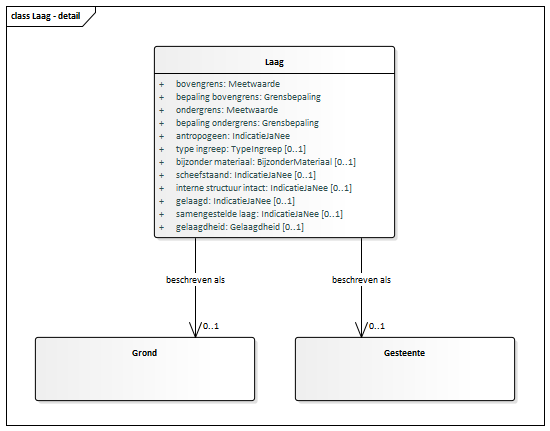 class Laag - detail
Laag
+ bovengrens: Meetwaarde
+ bepaling bovengrens: Grensbepaling
+ ondergrens: Meetwaarde
+ bepaling ondergrens: Grensbepaling
+ antropogeen: IndicatieJaNee
+ type ingreep: TypeIngreep [0..1]
+ bijzonder materiaal: BijzonderMateriaal [0..1]
+ scheefstaand: IndicatieJaNee [0..1]
+ interne structuur intact: IndicatieJaNee [0..1]
+ gelaagd: IndicatieJaNee [0..1]
+ samengestelde laag: IndicatieJaNee [0..1]
+ gelaagdheid: Gelaagdheid [0..1]
beschreven als beschreven als
0..1 0..1
Grond Gesteente